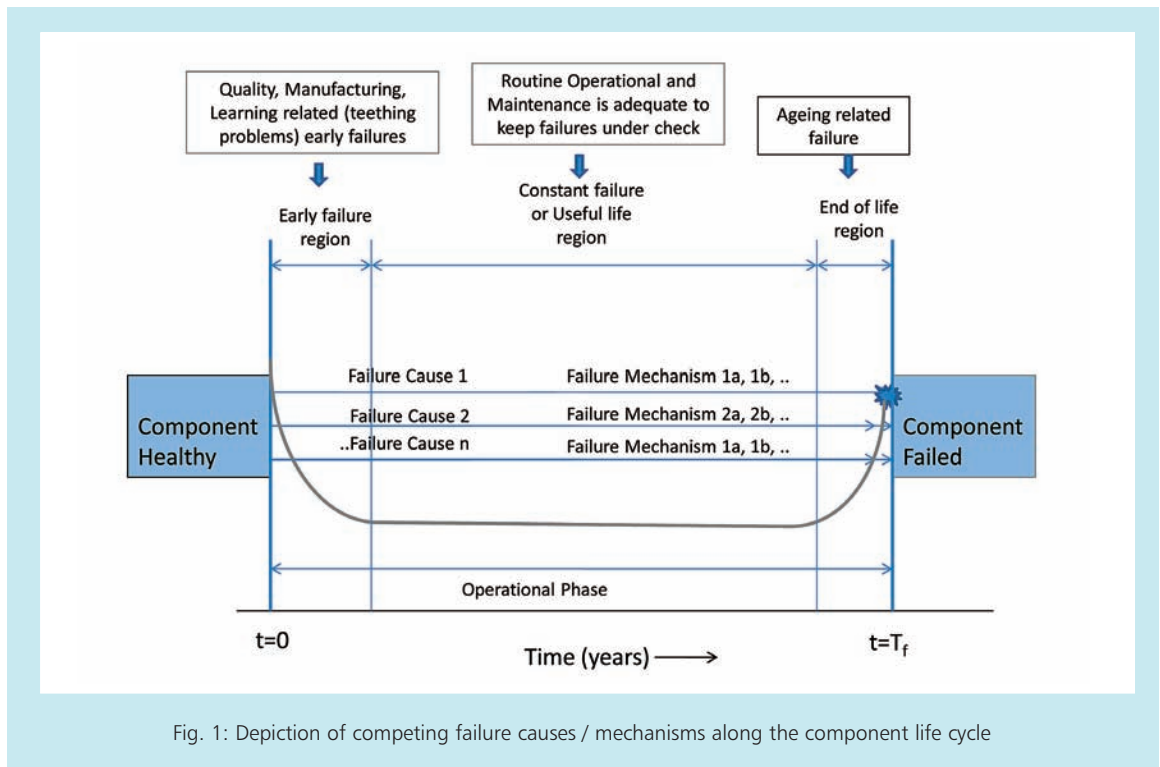 Quality, Manufacturing,
Learning related (teething
problems) early failures
Routine Operational and
Maintenance is adequate to
keep failures under check
Ageing related
failure
Early failure
region
Constant failure
or Useful life
region
End of life
region
Failure Cause 1
Failure Mechanism 1a, 1b, ..
Failure Cause 2
Failure Mechanism 2a, 2b, ..
..Failure Cause n
Failure Mechanism 1a, 1b, ..
Component
Healthy
Component
Failed
Operational Phase
t=0
Time (years)
t=Tf
Fig. 1: Depiction of competing failure causes / mechanisms along the component life cycle